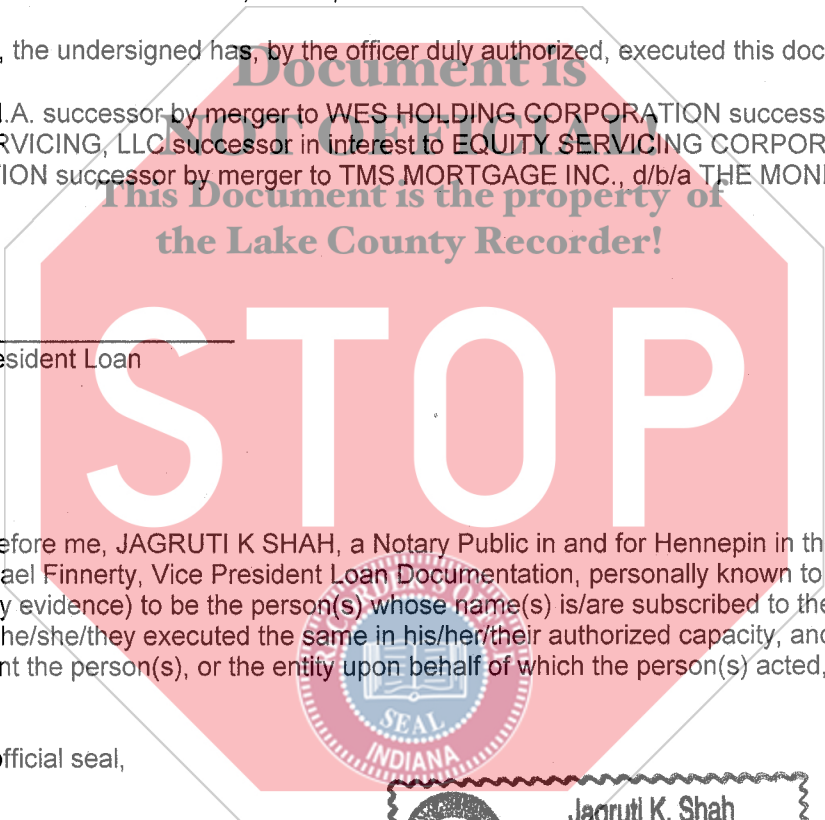 , the undersigned has, by the officer duly authorized, executed this doc
Document is
.A. successor by merger to WES HOLDING CORPORATION success
NOT OFFICIAL!
RVICING, LLC successor in interest to EQUITY SERVICING CORPOR
TION successor by merger to TMS MORTGAGE INC., d/b/a THE MON
This Document is the property of
the Lake County Recorder!
STOP
esident Loan
efore me, JAGRUTI K SHAH, a Notary Public in and for Hennepin in th
ael Finnerty, Vice President Loan Documentation, personally known to
y evidence) to be the person(s) whose name(s) is/are subscribed to the
he/she/they executed the same in his/her/their authorized capacity, and
nt the person(s), or the entity upon behalf of which the person(s) acted,
RECORDER'S OFFICE
SEAL
INDIANA
fficial seal,
Jagruti K. Shah